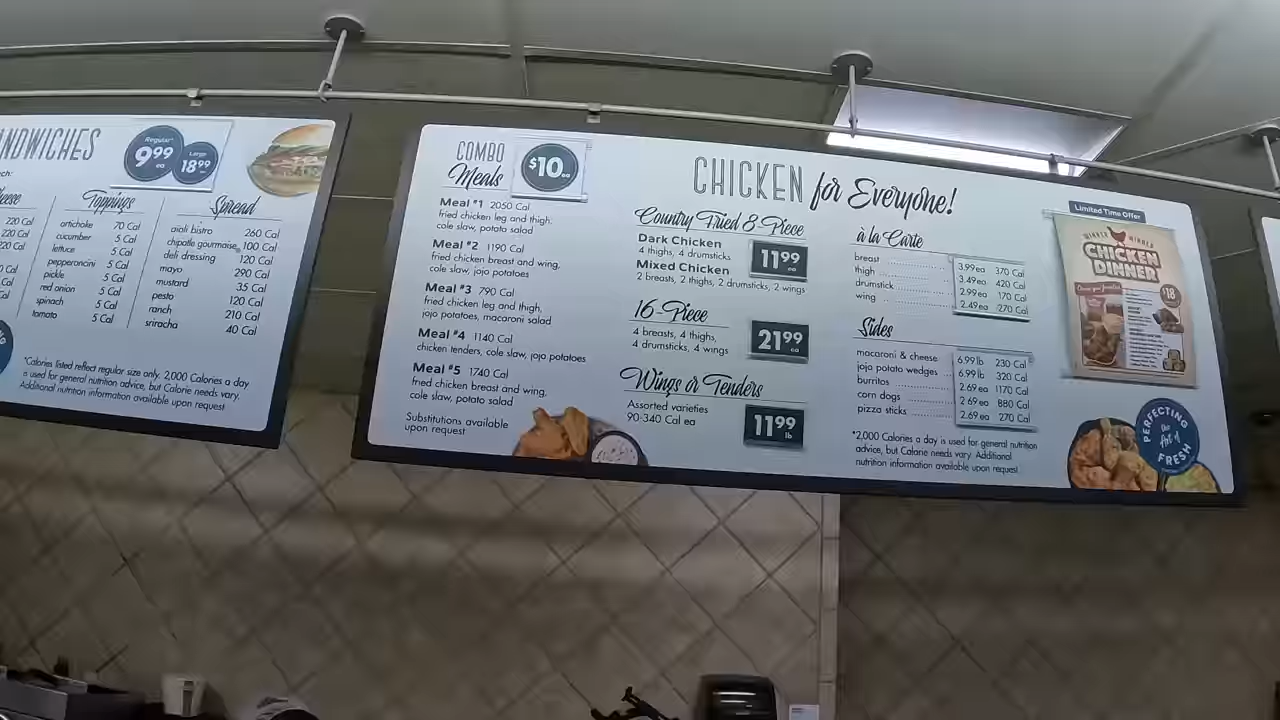 NDWICHES
Regular*
9.99
ea
Large
18.99
ea
ch:
heese
220 Cal
220 Cal
220 Cal
Cal
Cal
Toppings
artichoke 70 Cal
cucumber 5 Cal
lettuce 5 Cal
pepperoncini 5 Cal
pickle 5 Cal
red onion 5 Cal
spinach 5 Cal
tomato 5 Cal
Spread
aioli bistro 260 Cal
chipotle gourmaise 100 Cal
deli dressing 120 Cal
mayo 290 Cal
mustard 35 Cal
pesto 120 Cal
ranch 210 Cal
sriracha 40 Cal
*Calories listed reflect regular size only. 2,000 Calories a day
is used for general nutrition advice, but Calorie needs vary.
Additional nutrition information available upon request
COMBO
Meals
$10
ea
Meal #1 2050 Cal
fried chicken leg and thigh,
cole slaw, potato salad
Meal #2 1190 Cal
fried chicken breast and wing,
cole slaw, jojo potatoes
Meal #3 790 Cal
fried chicken leg and thigh,
jojo potatoes, macaroni salad
Meal #4 1140 Cal
chicken tenders, cole slaw, jojo potatoes
Meal #5 1740 Cal
fried chicken breast and wing,
cole slaw, potato salad
Substitutions available
upon request
CHICKEN for Everyone!
Country Fried 8-Piece
Dark Chicken
4 thighs, 4 drumsticks
Mixed Chicken
2 breasts, 2 thighs, 2 drumsticks, 2 wings
11.99
ea
16-Piece
4 breasts, 4 thighs,
4 drumsticks, 4 wings
21.99
ea
Wings or Tenders
Assorted varieties
90-340 Cal ea
11.99
lb
à la Carte
breast 3.99 ea 370 Cal
thigh 3.49 ea 420 Cal
drumstick 2.99 ea 170 Cal
wing 2.49 ea 270 Cal
Sides
macaroni & cheese 6.99 lb 230 Cal
jojo potato wedges 6.99 lb 320 Cal
burritos 2.69 ea 1170 Cal
corn dogs 2.69 ea 880 Cal
pizza sticks 2.69 ea 270 Cal
*2,000 Calories a day is used for general nutrition
advice, but Calorie needs vary. Additional
nutrition information available upon request
Limited Time Offer
WINNER WINNER
CHICKEN
DINNER
$18
PERFECTING
the
Art of
FRESH